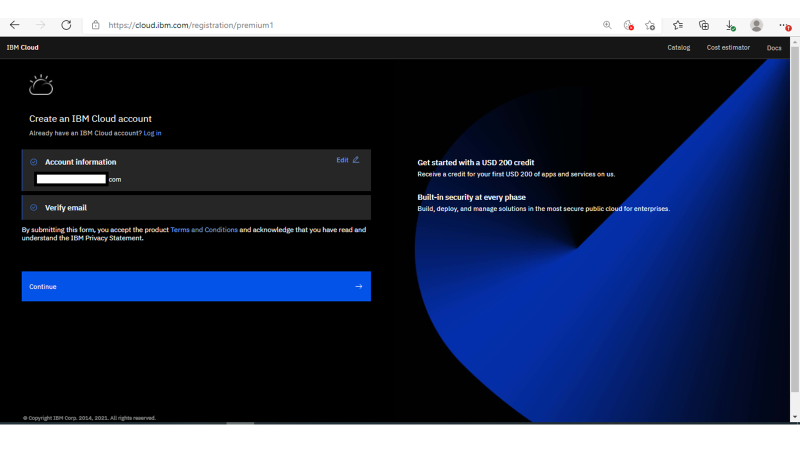 https://cloud.ibm.com/registration/premium1
IBM Cloud
Catalog
Cost estimator
Docs
Create an IBM Cloud account
Already have an IBM Cloud account? Log in
Account information
Edit
com
Verify email
By submitting this form, you accept the product Terms and Conditions and acknowledge that you have read and
understand the IBM Privacy Statement.
Continue
Get started with a USD 200 credit
Receive a credit for your first USD 200 of apps and services on us.
Built-in security at every phase
Build, deploy, and manage solutions in the most secure public cloud for enterprises.
© Copyright IBM Corp. 2014, 2021. All rights reserved.